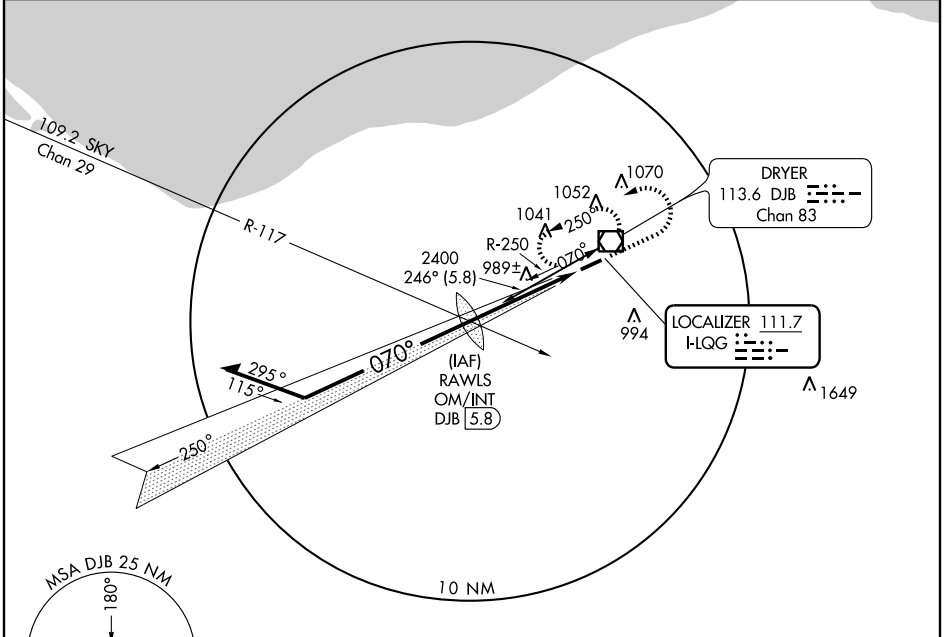 109.2 SKY
Chan 29
R-117
1070
1052
1041
250°
R-250
070°
989±
2400
246° (5.8)
DRYER
113.6 DJB
Chan 83
LOCALIZER 111.7
I-LQG
994
1649
070°
(IAF)
RAWLS
OM/INT
DJB 5.8
295°
115°
250°
10 NM
MSA DJB 25 NM
180°